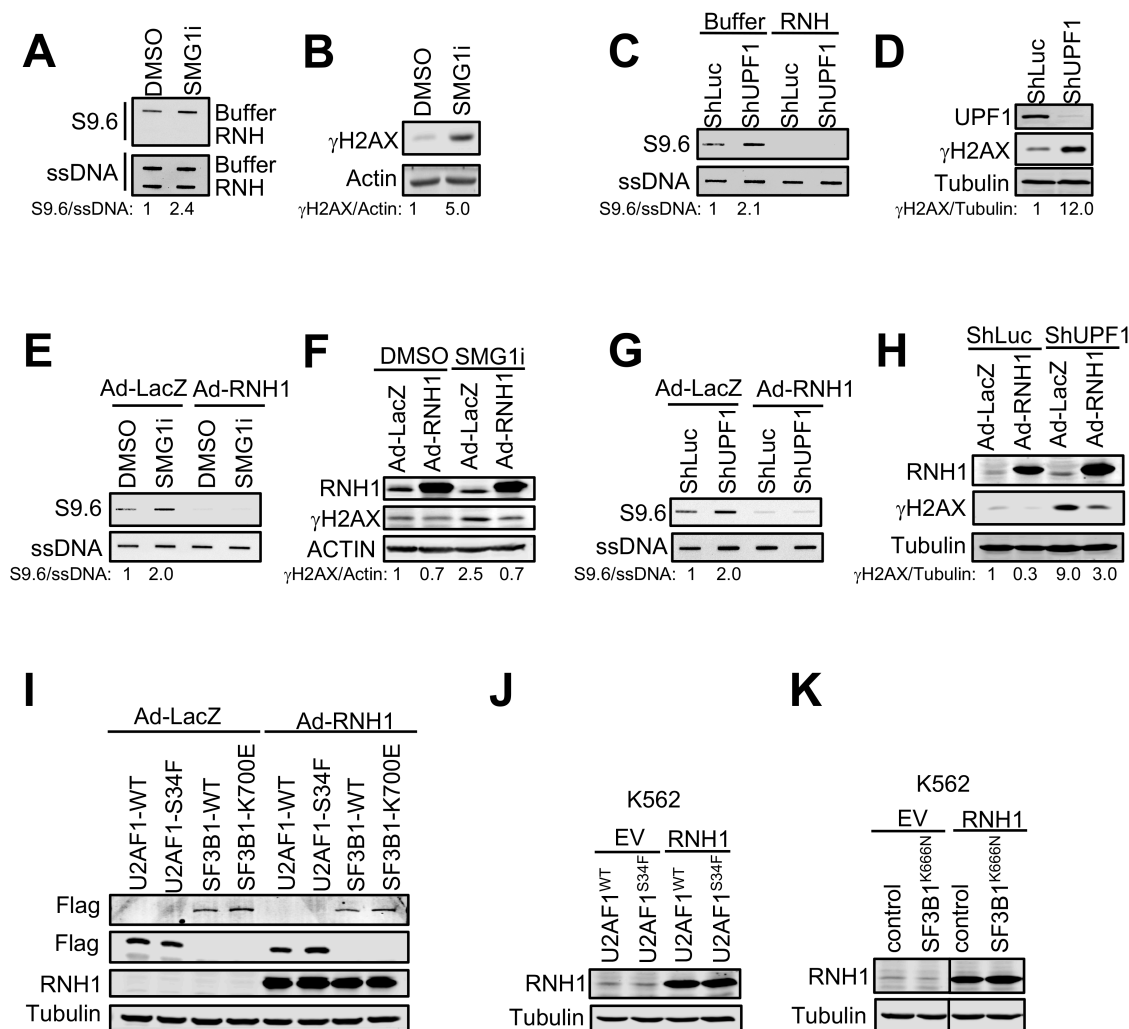 A
DMSO
SMG1i
S9.6
Buffer
RNH
ssDNA
Buffer
RNH
S9.6/ssDNA: 1 2.4
B
DMSO
SMG1i
γH2AX
Actin
γH2AX/Actin: 1 5.0
C
Buffer RNH
ShLuc
ShUPF1
ShLuc
ShUPF1
S9.6
ssDNA
S9.6/ssDNA: 1 2.1
D
ShLuc
ShUPF1
UPF1
γH2AX
Tubulin
γH2AX/Tubulin: 1 12.0
E
Ad-LacZ Ad-RNH1
DMSO
SMG1i
DMSO
SMG1i
S9.6
ssDNA
S9.6/ssDNA: 1 2.0
F
DMSO SMG1i
Ad-LacZ
Ad-RNH1
Ad-LacZ
Ad-RNH1
RNH1
γH2AX
ACTIN
γH2AX/Actin: 1 0.7 2.5 0.7
G
Ad-LacZ Ad-RNH1
ShLuc
ShUPF1
ShLuc
ShUPF1
S9.6
ssDNA
S9.6/ssDNA: 1 2.0
H
ShLuc ShUPF1
Ad-LacZ
Ad-RNH1
Ad-LacZ
Ad-RNH1
RNH1
γH2AX
Tubulin
γH2AX/Tubulin: 1 0.3 9.0 3.0
I
Ad-LacZ Ad-RNH1
U2AF1-WT
U2AF1-S34F
SF3B1-WT
SF3B1-K700E
U2AF1-WT
U2AF1-S34F
SF3B1-WT
SF3B1-K700E
Flag
Flag
RNH1
Tubulin
J
K562
EV RNH1
U2AF1WT
U2AF1S34F
U2AF1WT
U2AF1S34F
RNH1
Tubulin
K
K562
EV RNH1
control
SF3B1K666N
control
SF3B1K666N
RNH1
Tubulin